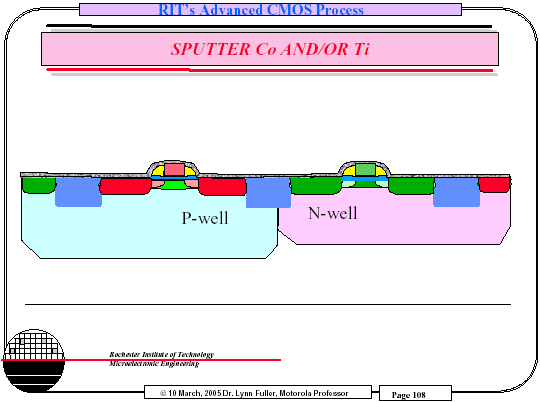 RIT's Advanced CMOS Process
SPUTTER Co AND/OR Ti
P-well
N-well
Rochester Institute of Technology
Microelectronic Engineering
© 10 March, 2005 Dr. Lynn Fuller, Motorola Professor
Page 108